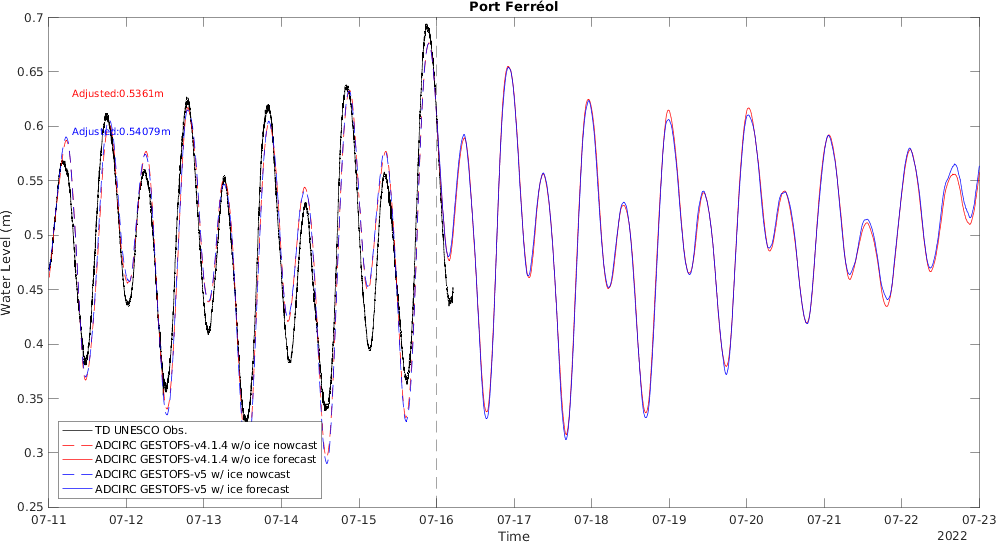 Port Ferréol
0.7
0.65
0.6
0.55
0.5
0.45
0.4
0.35
0.3
0.25
Water Level (m)
Adjusted:0.5361m
Adjusted:0.54079m
TD UNESCO Obs.
ADCIRC GESTOFS-v4.1.4 w/o ice nowcast
ADCIRC GESTOFS-v4.1.4 w/o ice forecast
ADCIRC GESTOFS-v5 w/ ice nowcast
ADCIRC GESTOFS-v5 w/ ice forecast
07-11 07-12 07-13 07-14 07-15 07-16 07-17 07-18 07-19 07-20 07-21 07-22 07-23
Time
2022